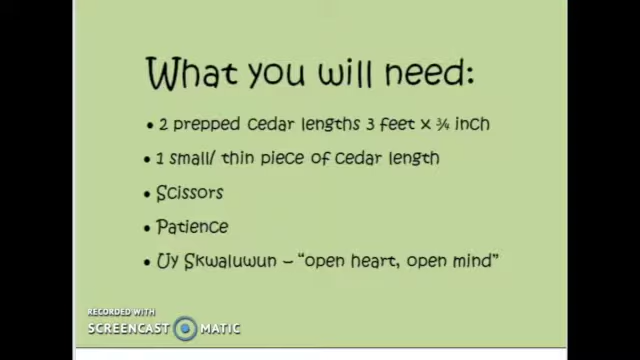 What you will need:
• 2 prepped cedar lengths 3 feet x ¾ inch
• 1 small/ thin piece of cedar length
• Scissors
• Patience
• Uy Skwaluwun – “open heart, open mind”
RECORDED WITH
SCREENCAST MATIC